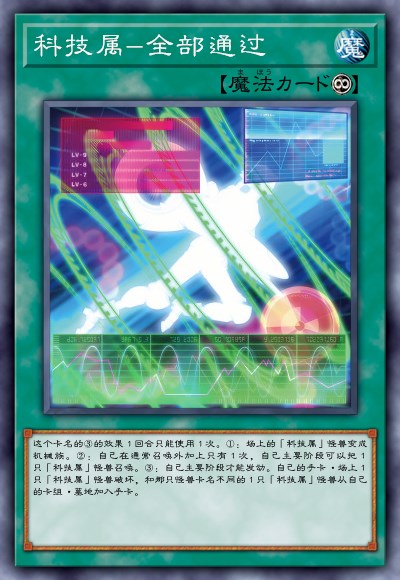 科技属-全部通过
魔
【魔法カード】
ま ほう
LV-9
LV-8
LV-7
LV-6
这个卡名的③的效果1回合只能使用1次。①：场上的「科技属」怪兽变成
机械族。②：自己在通常召唤外加上只有1次，自己主要阶段可以把1
只「科技属」怪兽召唤。③：自己主要阶段才能发动。自己的手卡·场上1
只「科技属」怪兽破坏，和那只怪兽卡名不同的1只「科技属」怪兽从自己
的卡组·墓地加入手卡。